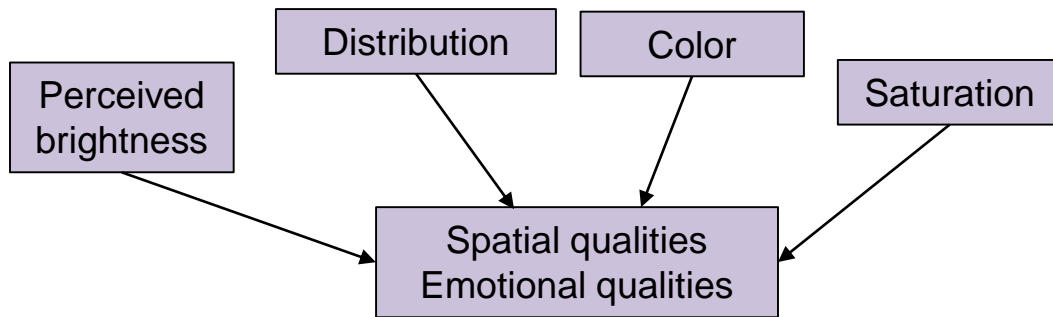 Distribution
Color
Perceived
brightness
Saturation
Spatial qualities
Emotional qualities